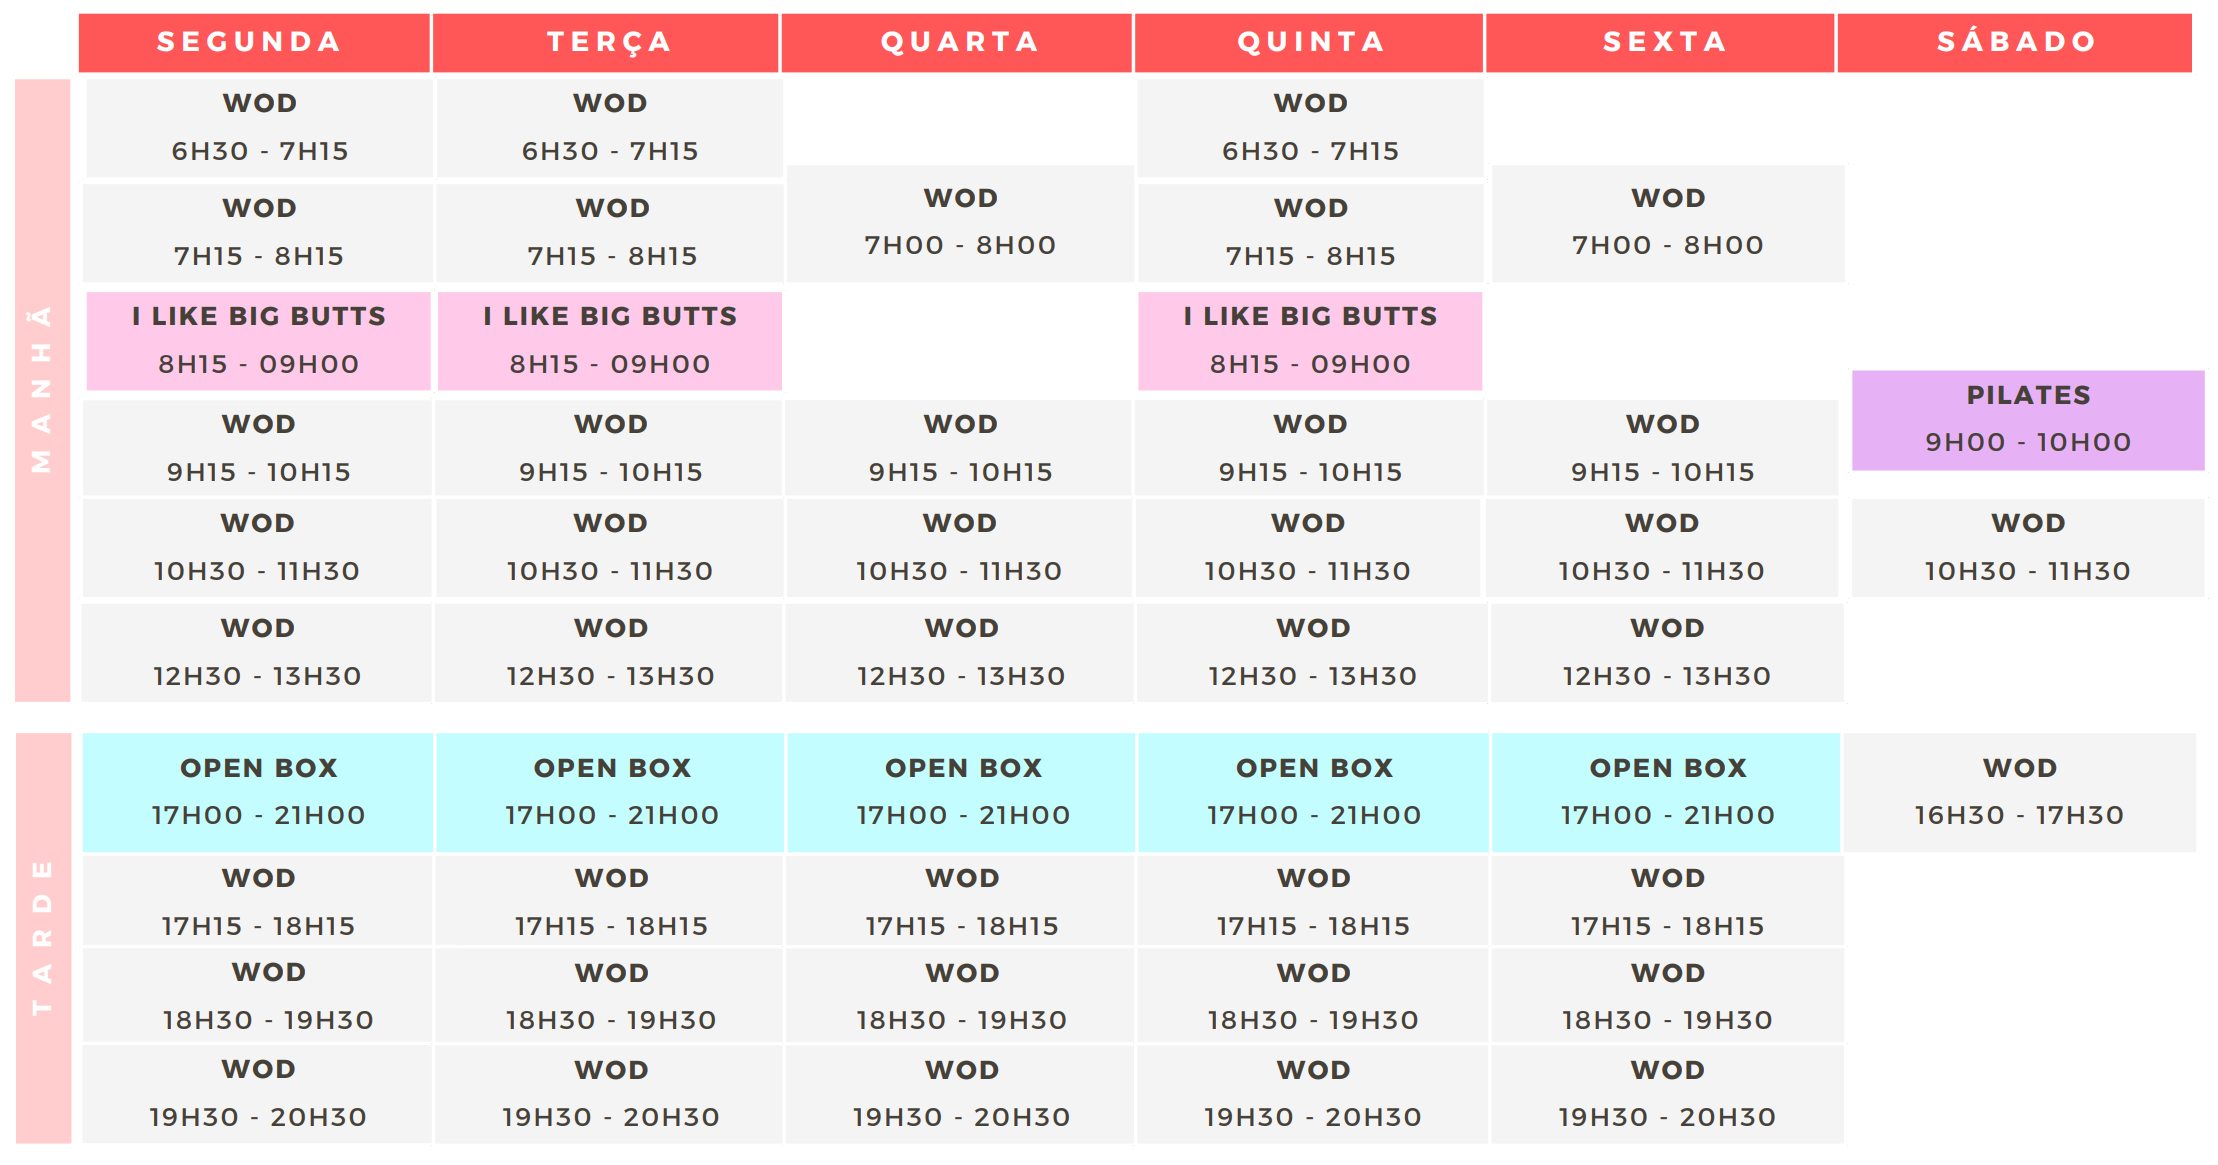 SEGUNDA TERÇA QUARTA QUINTA SEXTA SÁBADO
MANHÃ
WOD WOD WOD
6H30 - 7H15 6H30 - 7H15 6H30 - 7H15
WOD WOD
7H00 - 8H00 7H00 - 8H00
WOD WOD WOD
7H15 - 8H15 7H15 - 8H15 7H15 - 8H15
I LIKE BIG BUTTS I LIKE BIG BUTTS I LIKE BIG BUTTS
8H15 - 09H00 8H15 - 09H00 8H15 - 09H00
PILATES
9H00 - 10H00
WOD WOD WOD WOD WOD
9H15 - 10H15 9H15 - 10H15 9H15 - 10H15 9H15 - 10H15 9H15 - 10H15
WOD WOD WOD WOD WOD WOD
10H30 - 11H30 10H30 - 11H30 10H30 - 11H30 10H30 - 11H30 10H30 - 11H30 10H30 - 11H30
WOD WOD WOD WOD WOD
12H30 - 13H30 12H30 - 13H30 12H30 - 13H30 12H30 - 13H30 12H30 - 13H30
TARDE
OPEN BOX OPEN BOX OPEN BOX OPEN BOX OPEN BOX WOD
17H00 - 21H00 17H00 - 21H00 17H00 - 21H00 17H00 - 21H00 17H00 - 21H00 16H30 - 17H30
WOD WOD WOD WOD WOD
17H15 - 18H15 17H15 - 18H15 17H15 - 18H15 17H15 - 18H15 17H15 - 18H15
WOD WOD WOD WOD WOD
18H30 - 19H30 18H30 - 19H30 18H30 - 19H30 18H30 - 19H30 18H30 - 19H30
WOD WOD WOD WOD WOD
19H30 - 20H30 19H30 - 20H30 19H30 - 20H30 19H30 - 20H30 19H30 - 20H30